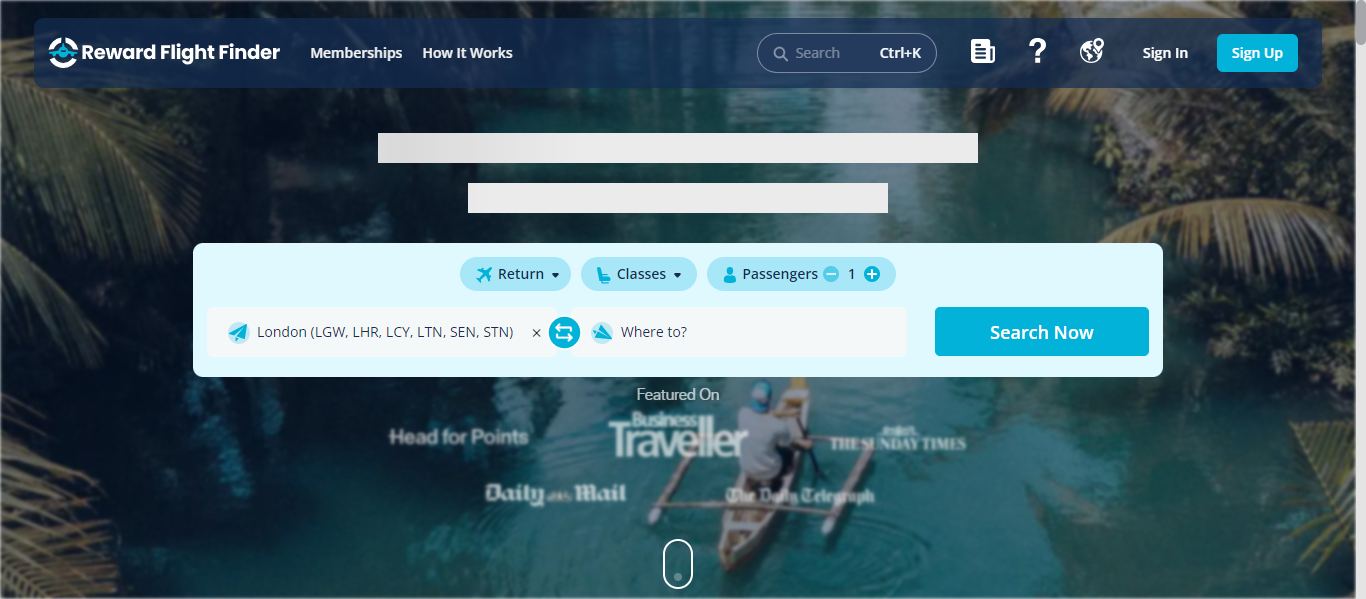 Reward Flight Finder Memberships How It Works Search Ctrl+K Sign In Sign Up
Return Classes Passengers 1
London (LGW, LHR, LCY, LTN, SEN, STN) × Where to? Search Now
Featured On
Head for Points Business Traveller THE SUNDAY TIMES
Daily Mail The Daily Telegraph